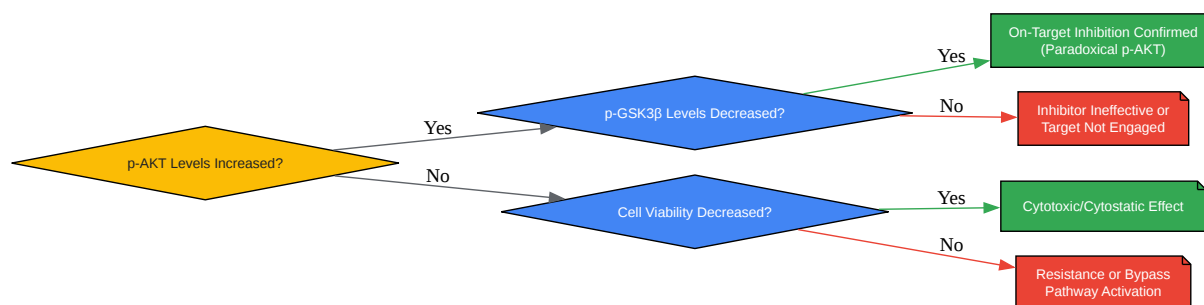 p-AKT Levels Increased?
Yes
No
p-GSK3β Levels Decreased?
Cell Viability Decreased?
Yes
No
Yes
No
On-Target Inhibition Confirmed
(Paradoxical p-AKT)
Inhibitor Ineffective or
Target Not Engaged
Cytotoxic/Cytostatic Effect
Resistance or Bypass
Pathway Activation